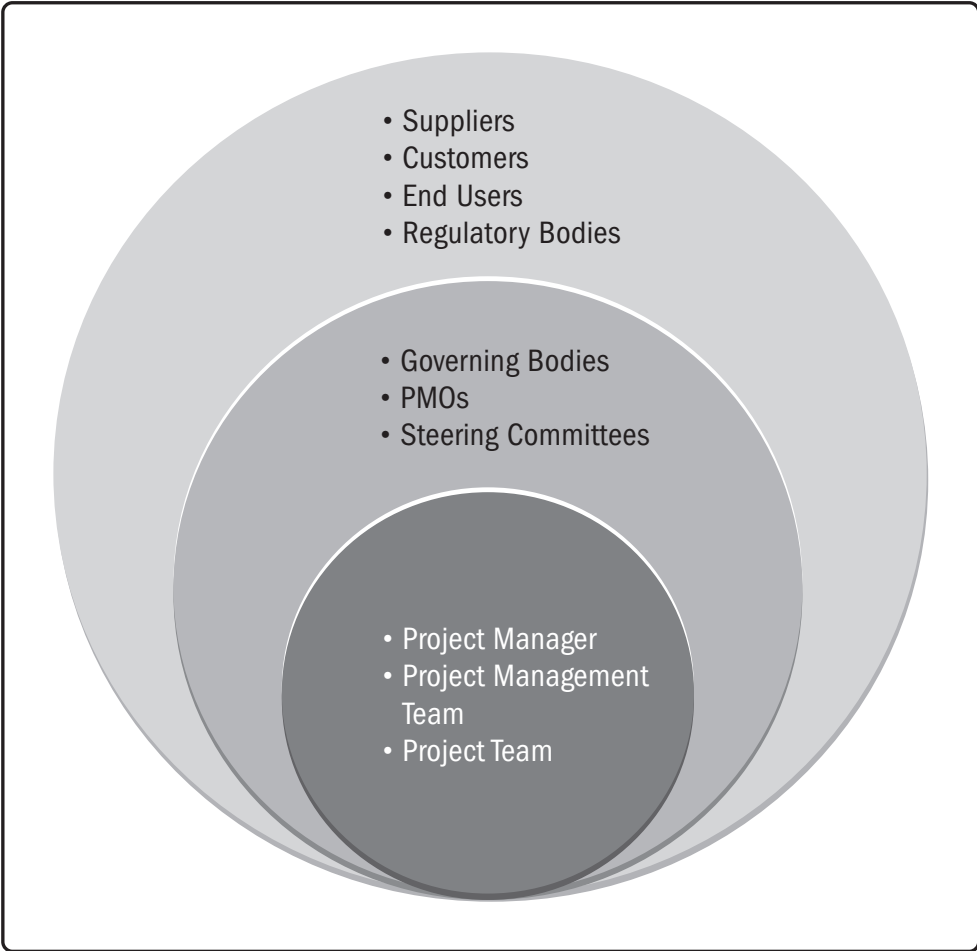 • Suppliers
• Customers
• End Users
• Regulatory Bodies
• Governing Bodies
• PMOs
• Steering Committees
• Project Manager
• Project Management
Team
• Project Team